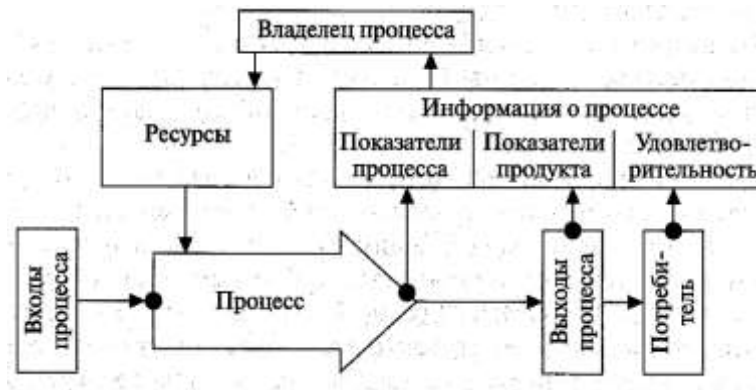 Владелец процесса
Ресурсы
Информация о процессе
Показатели
процесса
Показатели
продукта
Удовлетво-
рительность
Входы
процесса
Процесс
Выходы
процесса
Потреби-
тель